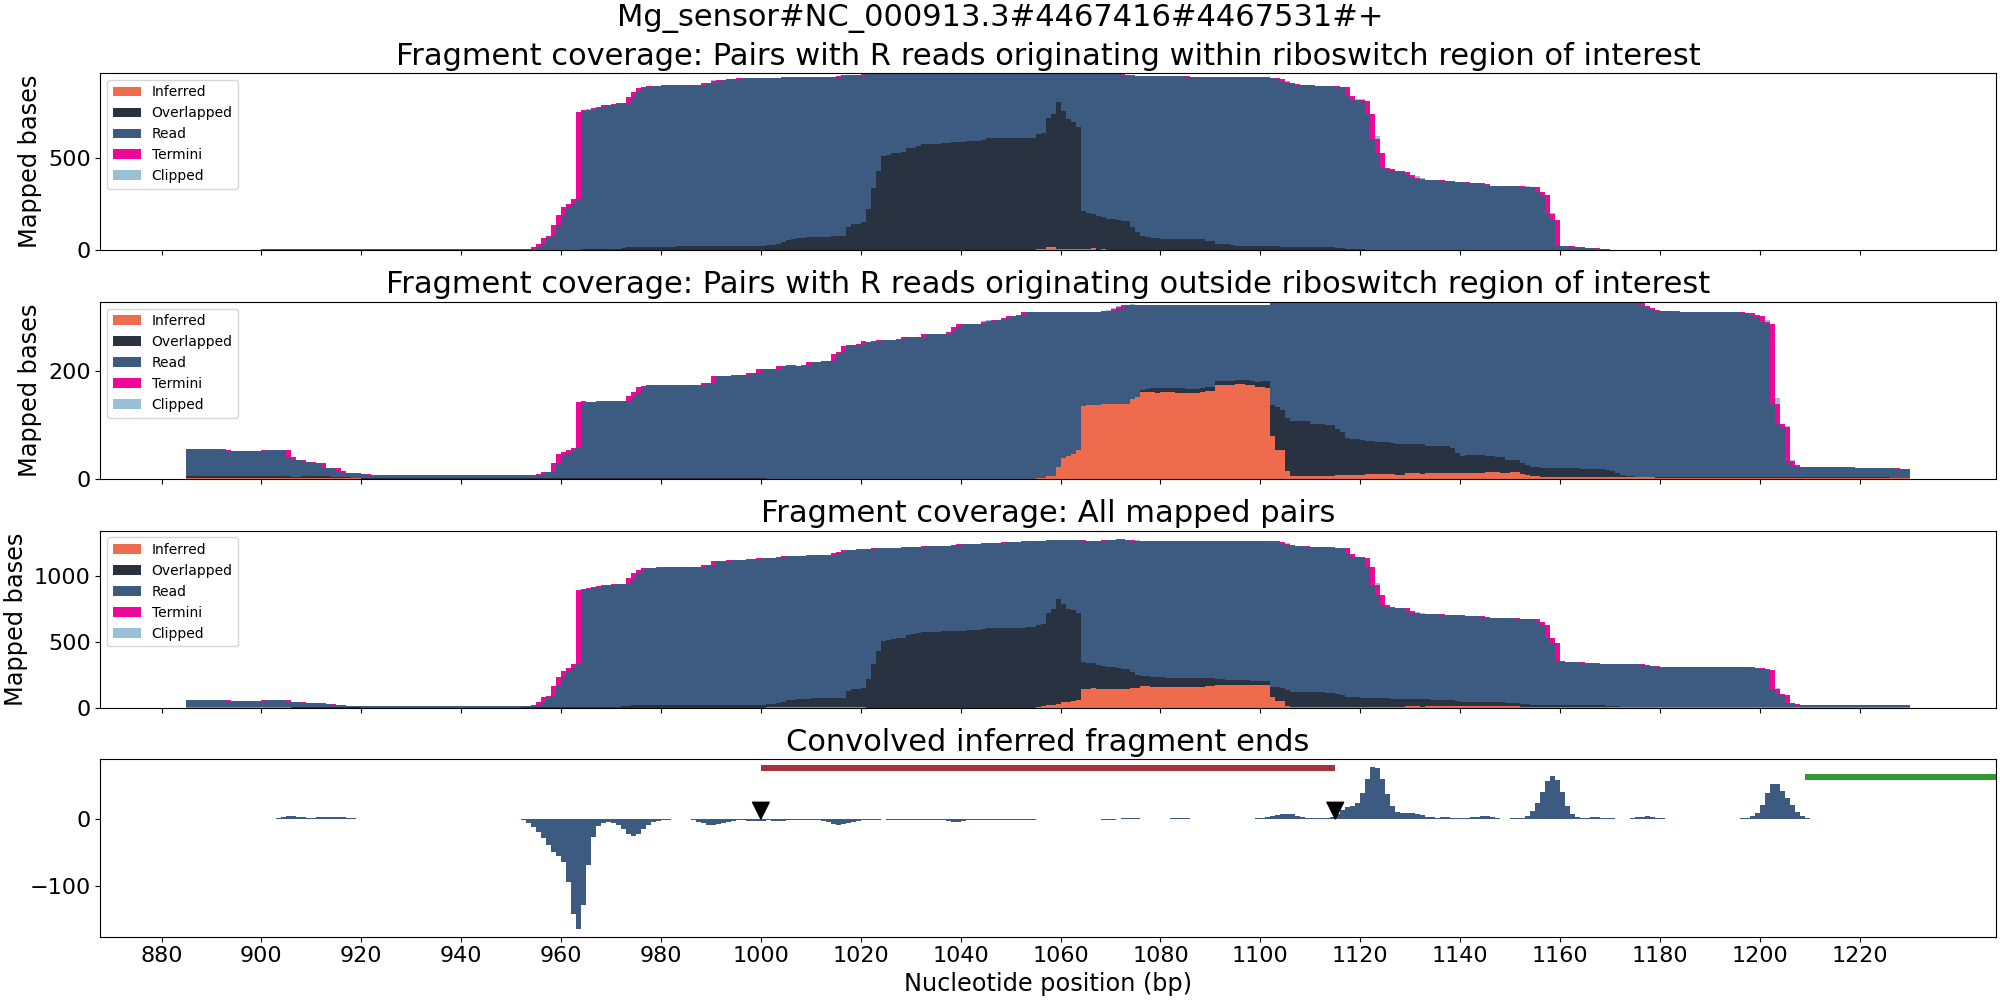 Mg_sensor#NC_000913.3#4467416#4467531#+
Fragment coverage: Pairs with R reads originating within riboswitch region of interest
Mapped bases
500
0
Inferred
Overlapped
Read
Termini
Clipped
Fragment coverage: Pairs with R reads originating outside riboswitch region of interest
Mapped bases
200
0
Inferred
Overlapped
Read
Termini
Clipped
Fragment coverage: All mapped pairs
Mapped bases
1000
500
0
Inferred
Overlapped
Read
Termini
Clipped
Convolved inferred fragment ends
0
−100
880 900 920 940 960 980 1000 1020 1040 1060 1080 1100 1120 1140 1160 1180 1200 1220
Nucleotide position (bp)